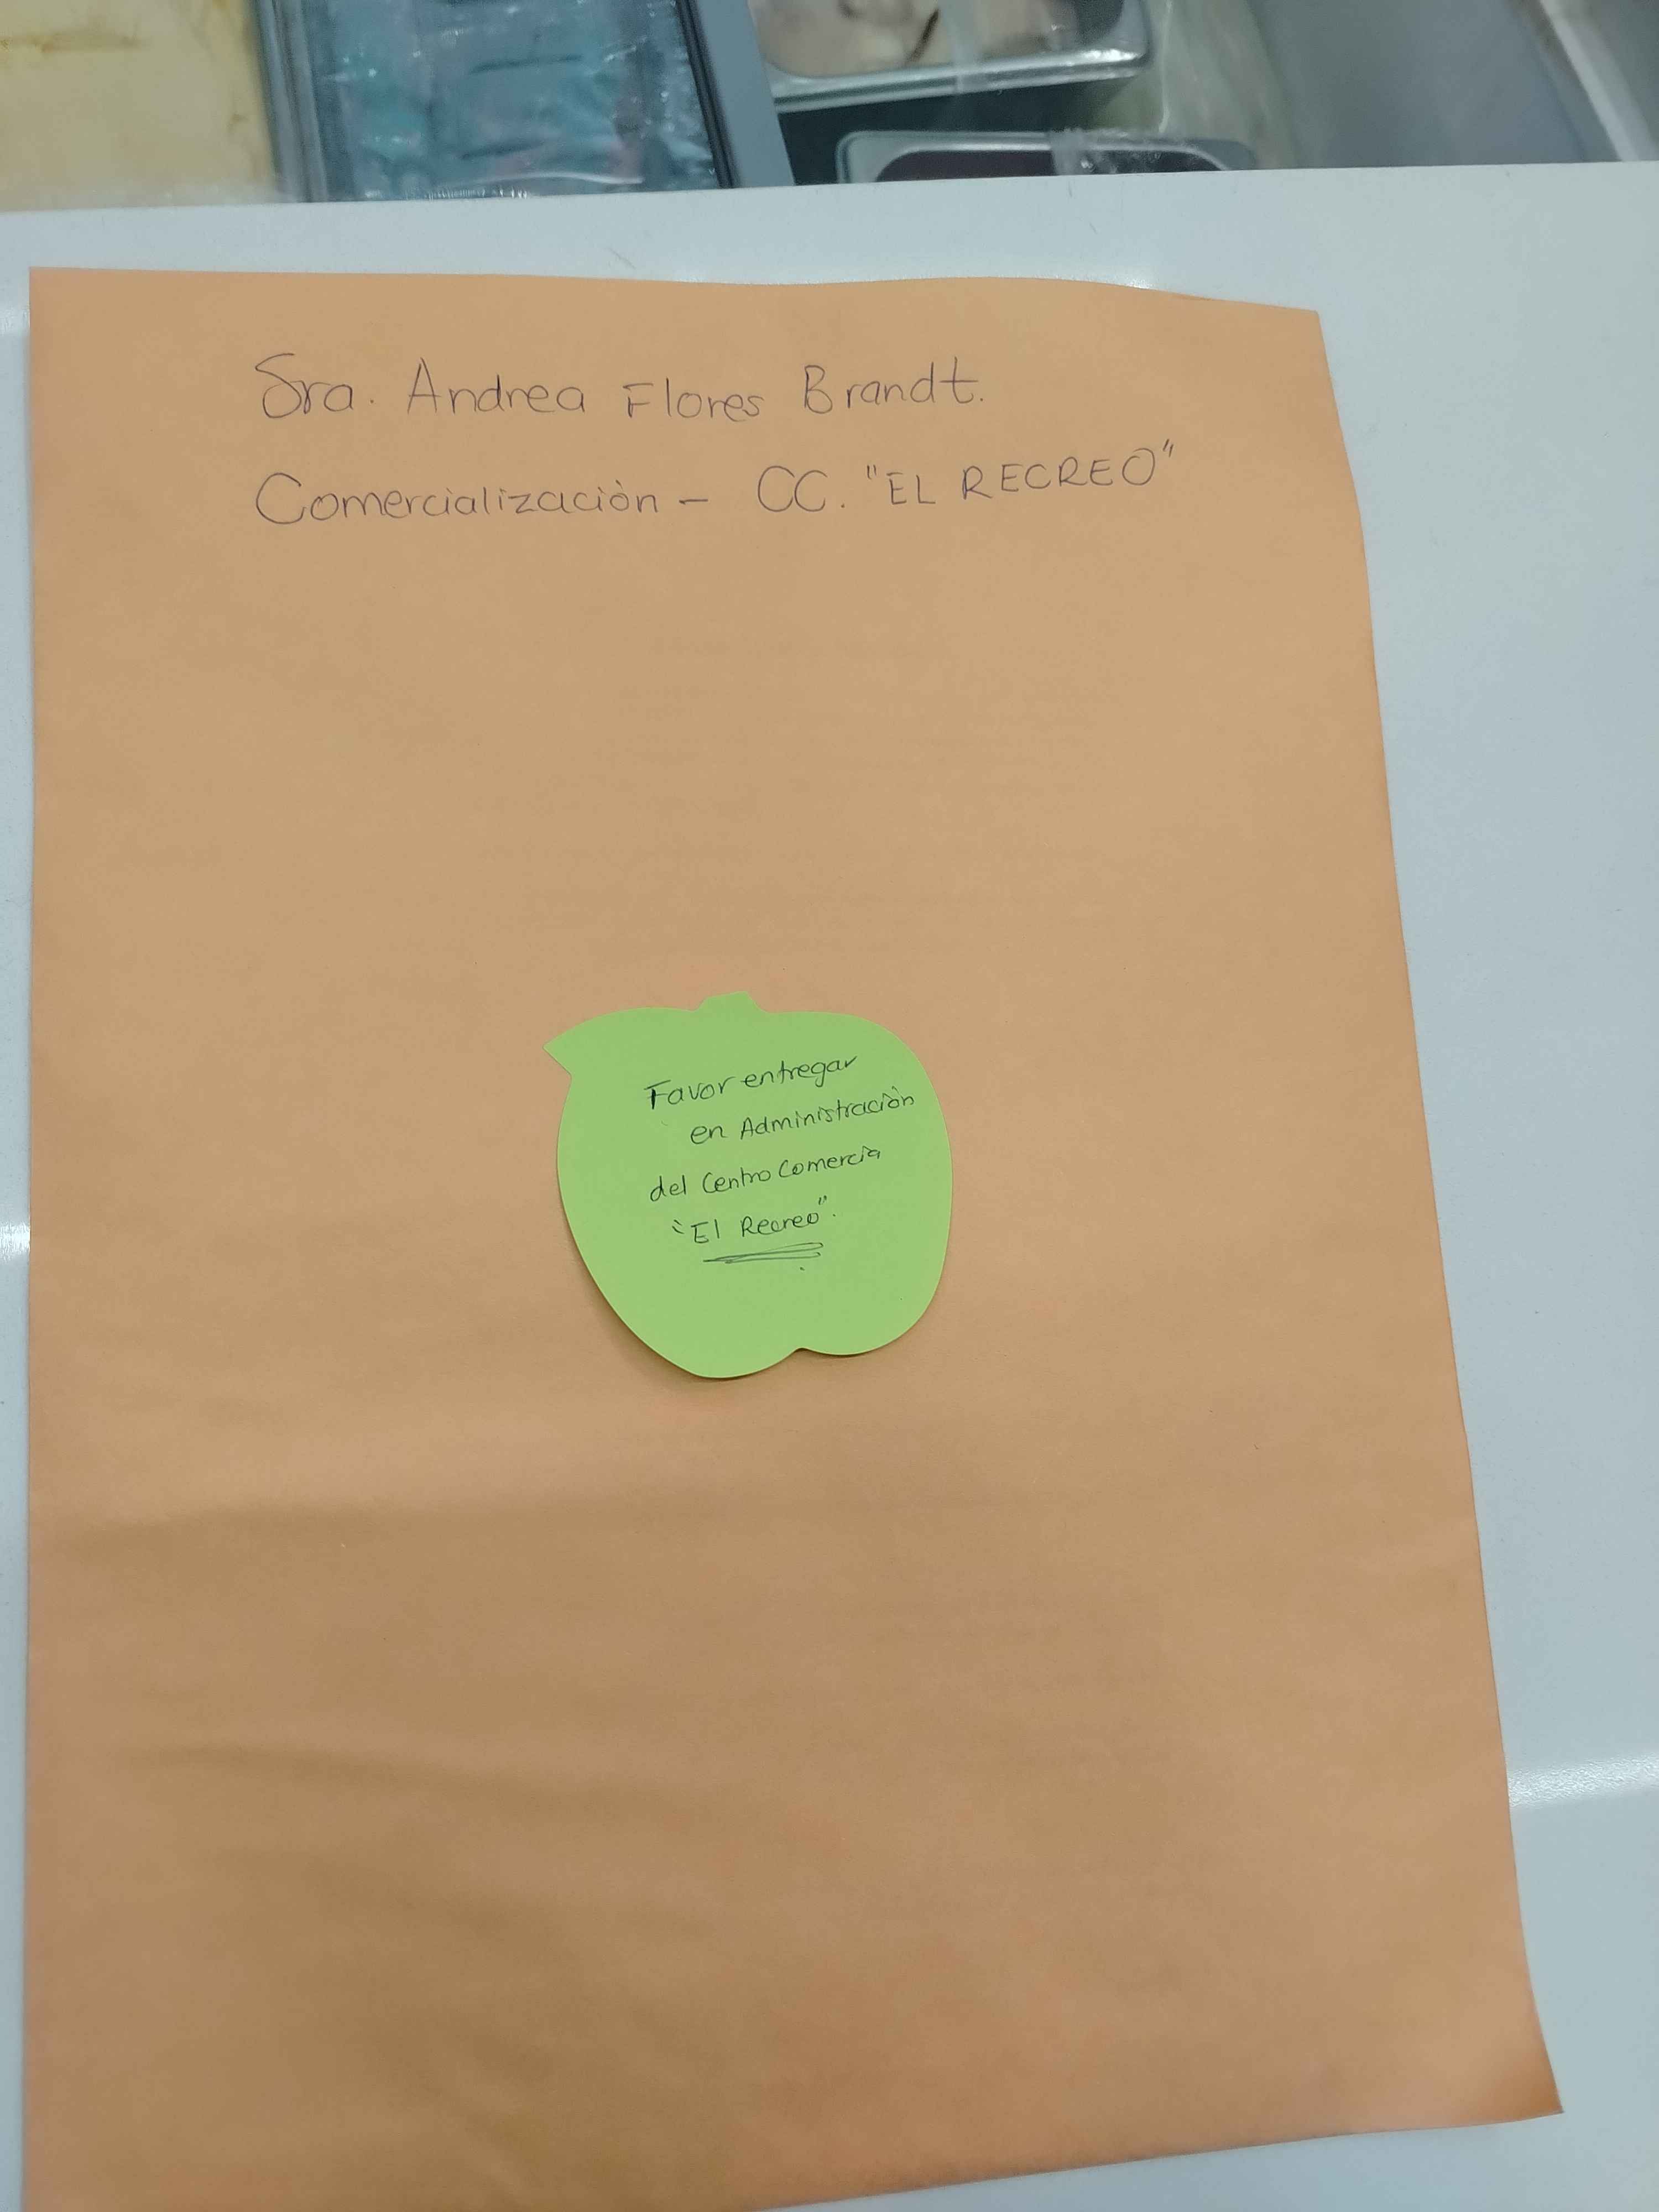 Sra. Andrea Flores Brandt.
Comercialización - CC. "EL RECREO"
Favor entregar
en Administración
del Centro Comercia
"El Recreo".